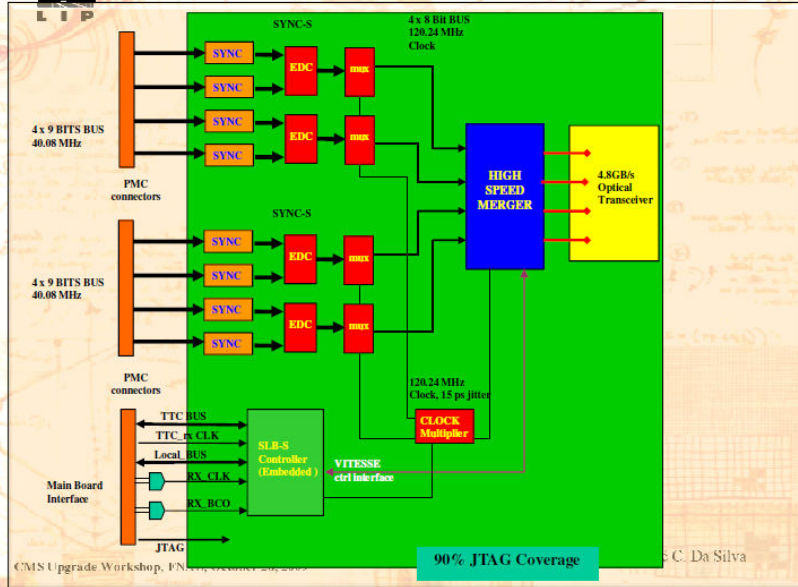 LIP
SYNC-S
4 x 8 Bit BUS
120.24 MHz
Clock
SYNC
SYNC
SYNC
SYNC
EDC
EDC
mux
mux
4 x 9 BITS BUS
40.08 MHz
PMC
connectors
HIGH
SPEED
MERGER
4.8GB/s
Optical
Transceiver
SYNC-S
SYNC
SYNC
SYNC
SYNC
EDC
EDC
mux
mux
4 x 9 BITS BUS
40.08 MHz
PMC
connectors
120.24 MHz
Clock, 15 ps jitter
CLOCK
Multiplier
TTC BUS
TTC_rx CLK
Local_BUS
RX_CLK
RX_BCO
JTAG
Main Board
Interface
SLB-S
Controller
(Embedded )
VITESSE
ctrl interface
90% JTAG Coverage
CMS Upgrade Workshop, October
C. Da Silva